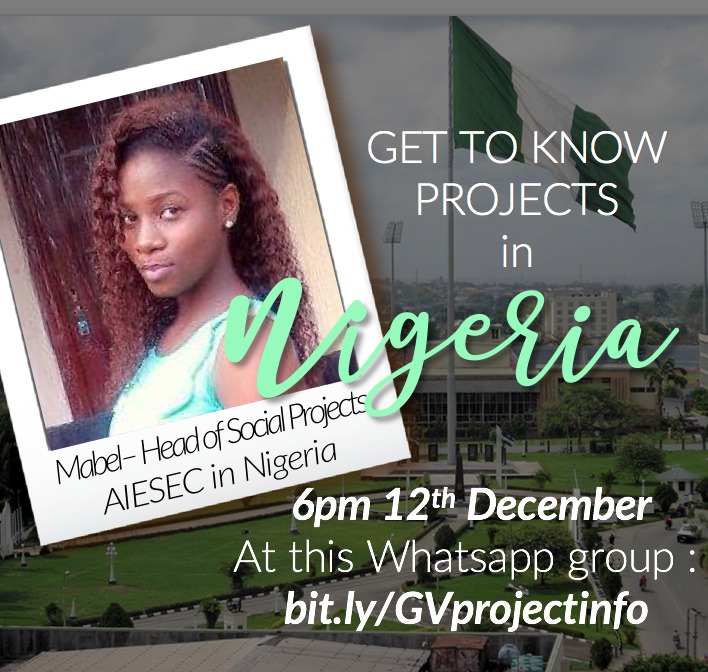 GET TO KNOW
PROJECTS
in
Nigeria
Mabel– Head of Social Projects
AIESEC in Nigeria
6pm 12th December
At this Whatsapp group :
bit.ly/GVprojectinfo